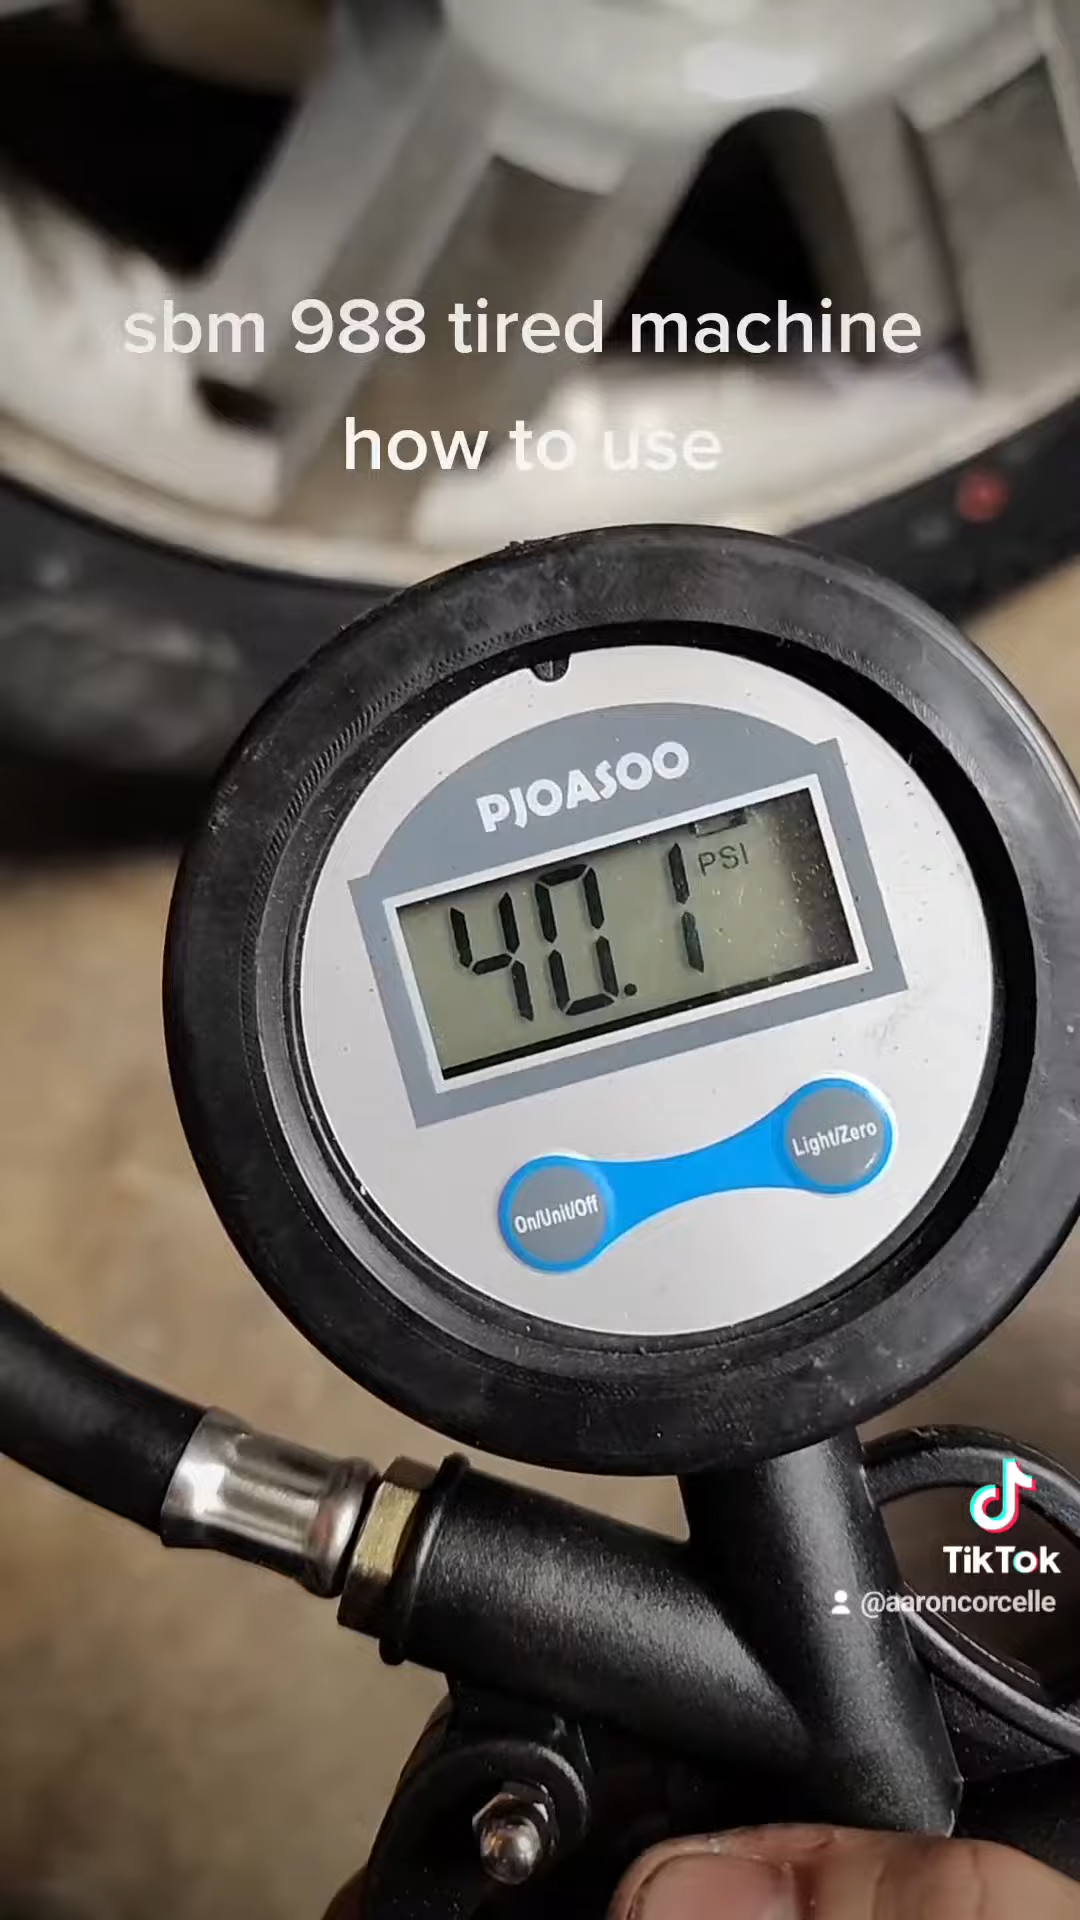 sbm 988 tired machine
how to use
PJOASOO
40.1 PSI
On/Unit/Off
Light/Zero
TikTok
@aaroncorcelle